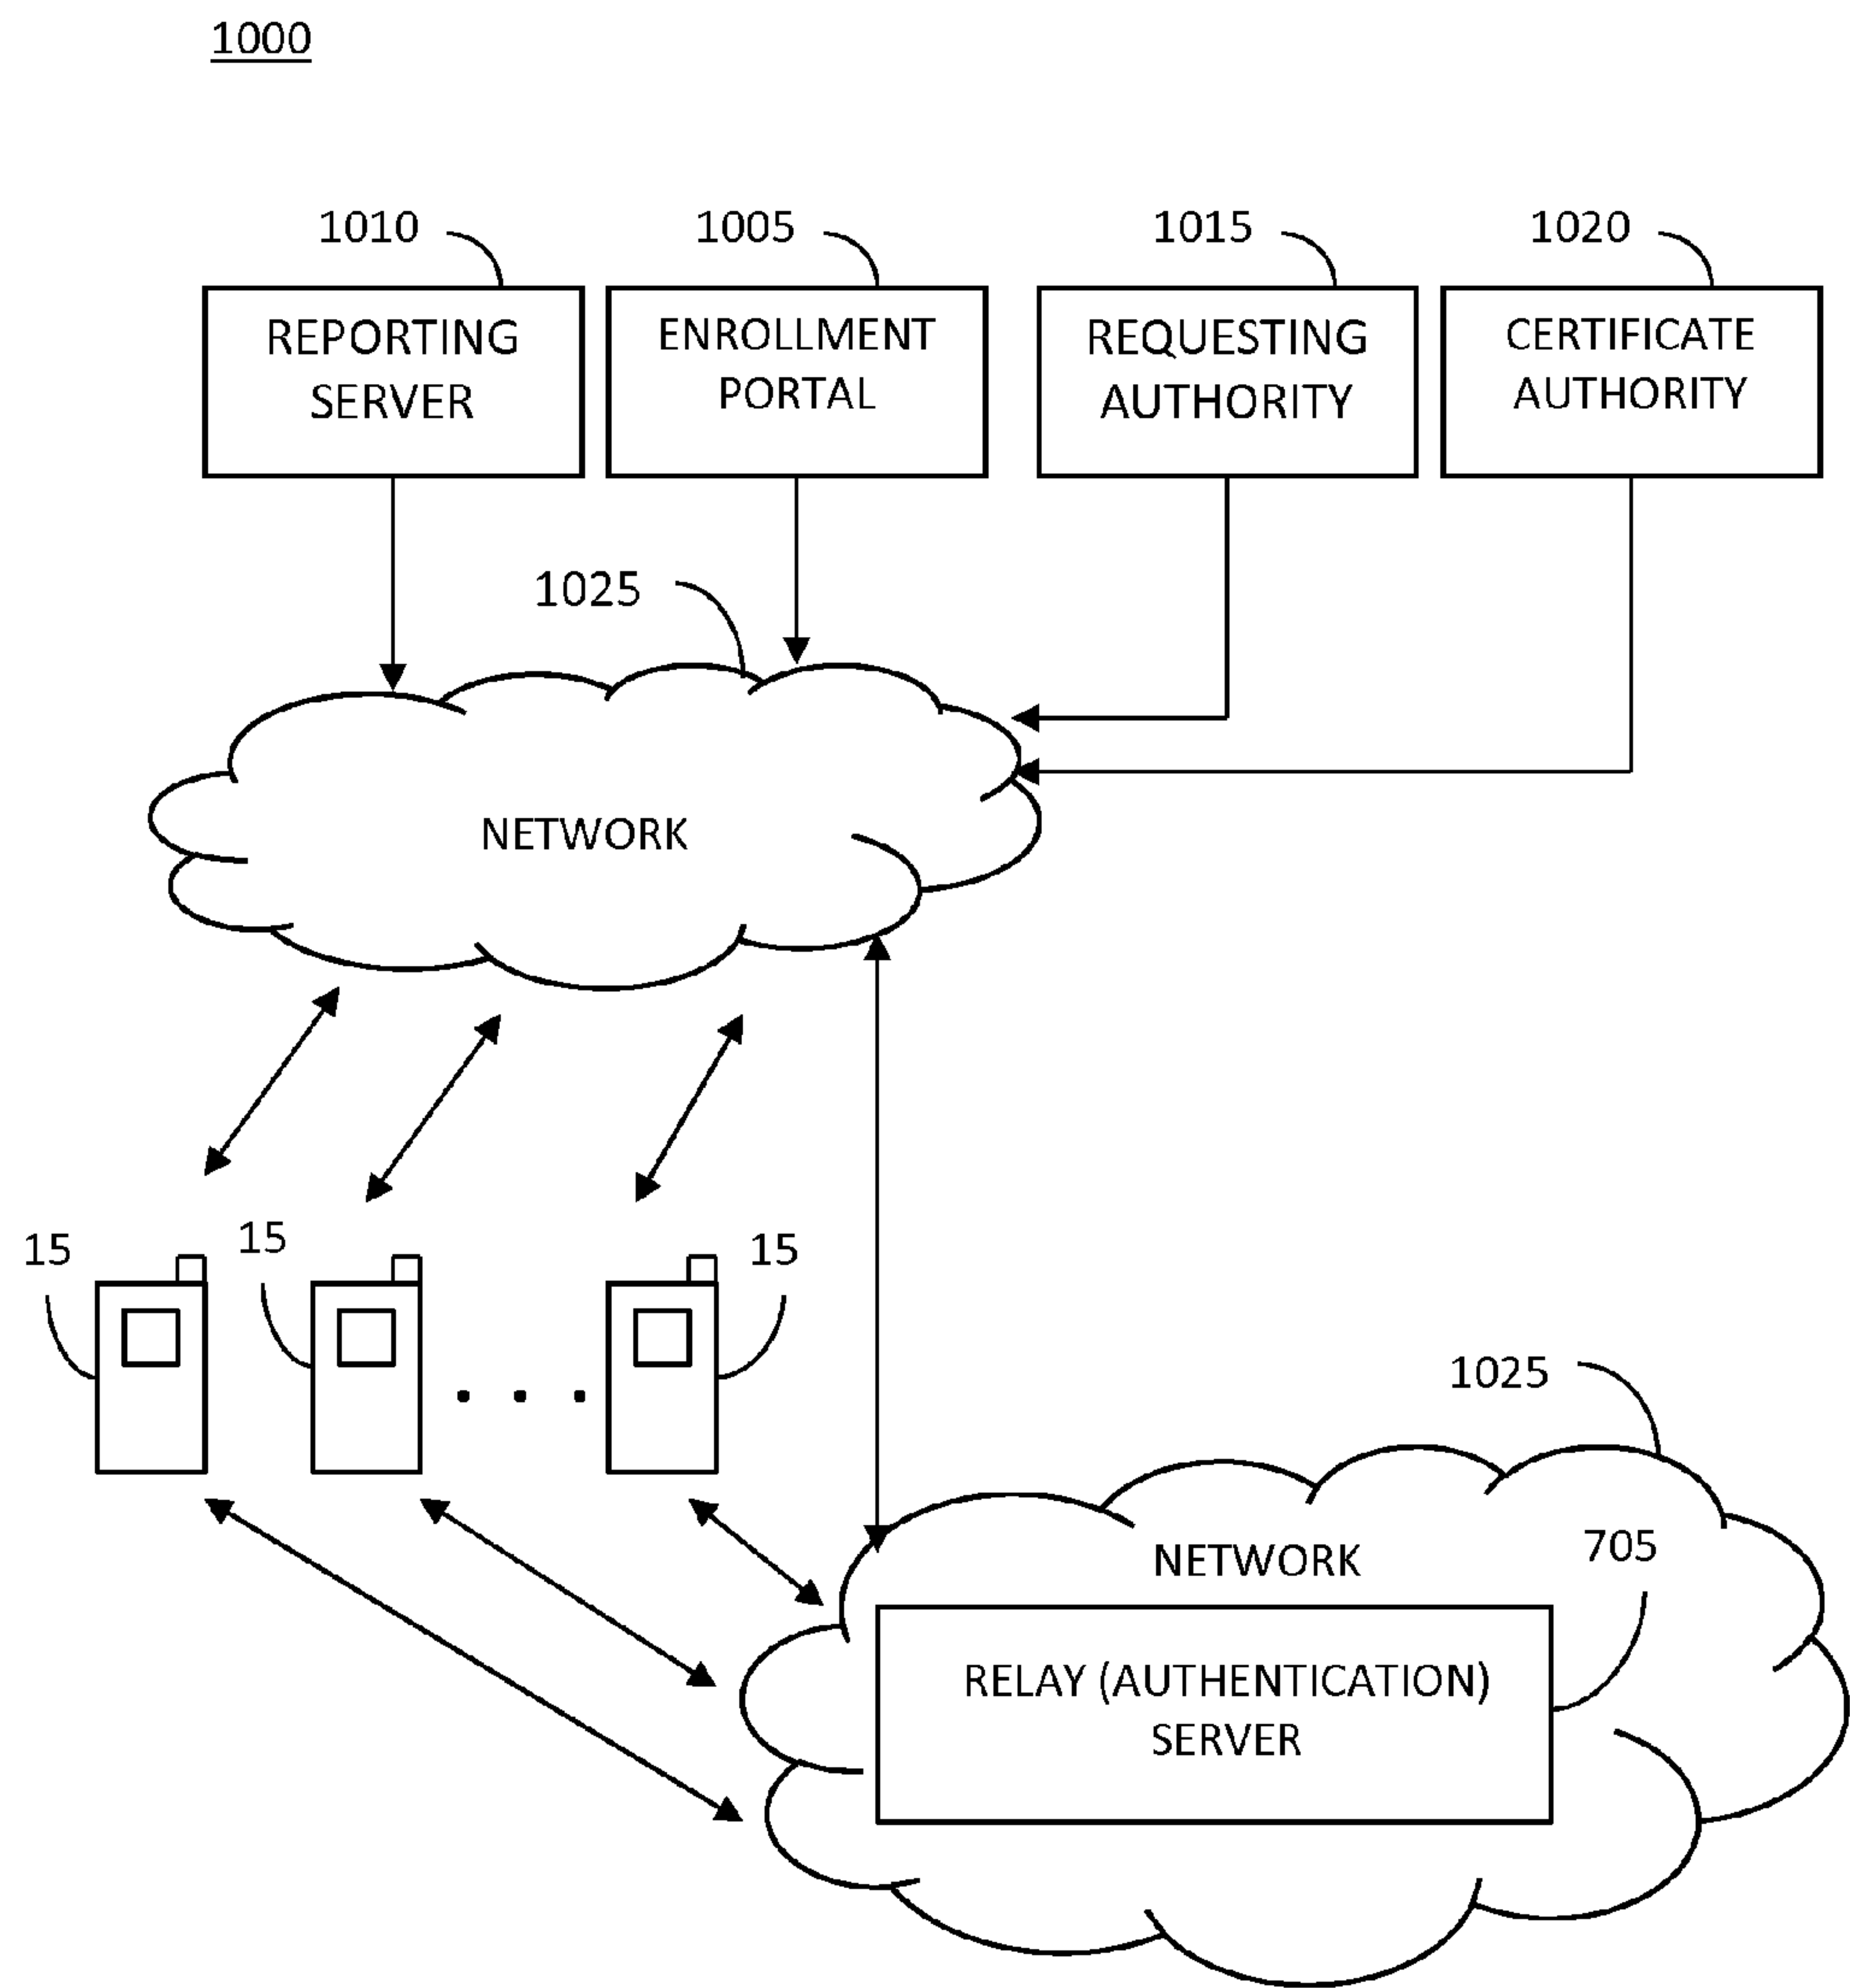 1000
1010
1005
1015
1020
REPORTING
SERVER
ENROLLMENT
PORTAL
REQUESTING
AUTHORITY
CERTIFICATE
AUTHORITY
1025
NETWORK
15
15
15
1025
705
NETWORK
RELAY (AUTHENTICATION)
SERVER